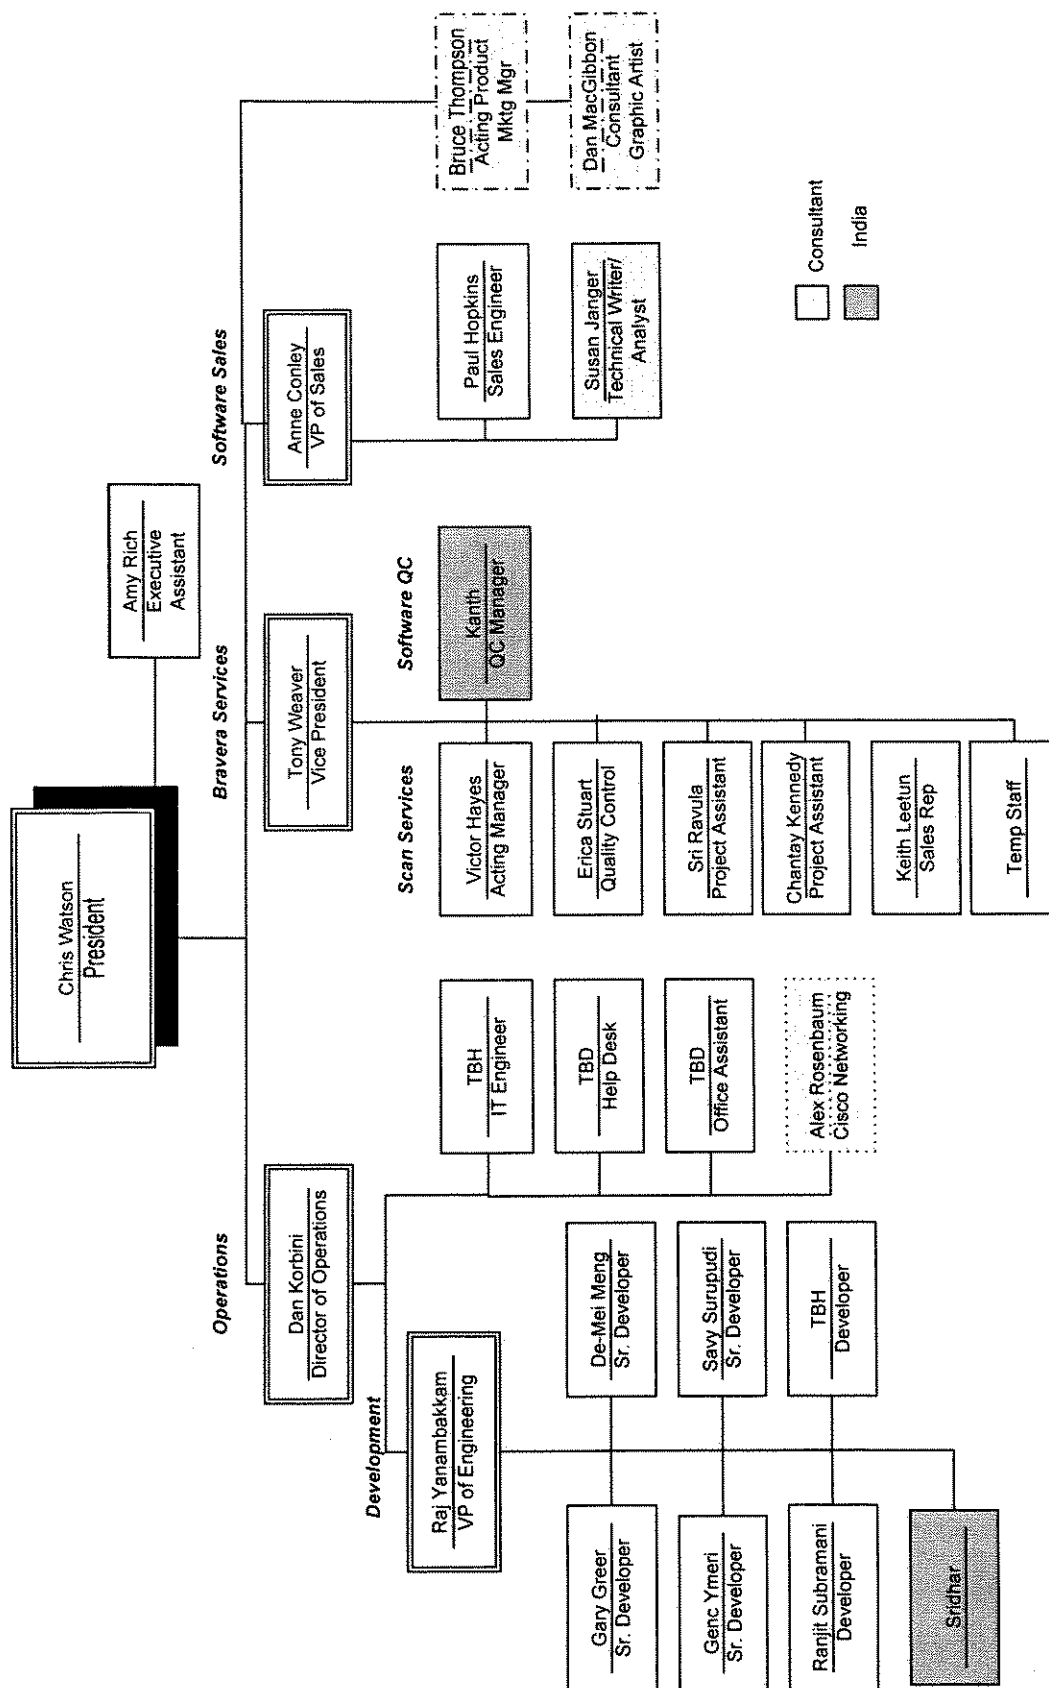 Chris Watson
President
Amy Rich
Executive
Assistant
Operations
Bravera Services
Software Sales
Dan Korbini
Director of Operations
Tony Weaver
Vice President
Anne Conley
VP of Sales
Development
Scan Services
Software QC
Raj Yanambakkam
VP of Engineering
TBH
IT Engineer
Victor Hayes
Acting Manager
Kanth
QC Manager
Paul Hopkins
Sales Engineer
Bruce Thompson
Acting Product
Mktg Mgr
Gary Greer
Sr. Developer
De-Mei Meng
Sr. Developer
TBD
Help Desk
Erica Stuart
Quality Control
Susan Janger
Technical Writer/
Analyst
Dan MacGibbon
Consultant
Graphic Artist
Genc Ymeri
Sr. Developer
Savy Surupudi
Sr. Developer
TBD
Office Assistant
Sri Ravula
Project Assistant
Ranjit Subramani
Developer
TBH
Developer
Alex Rosenbaum
Cisco Networking
Chantay Kennedy
Project Assistant
Keith Leetun
Sales Rep
Sridhar
Temp Staff
Consultant
India